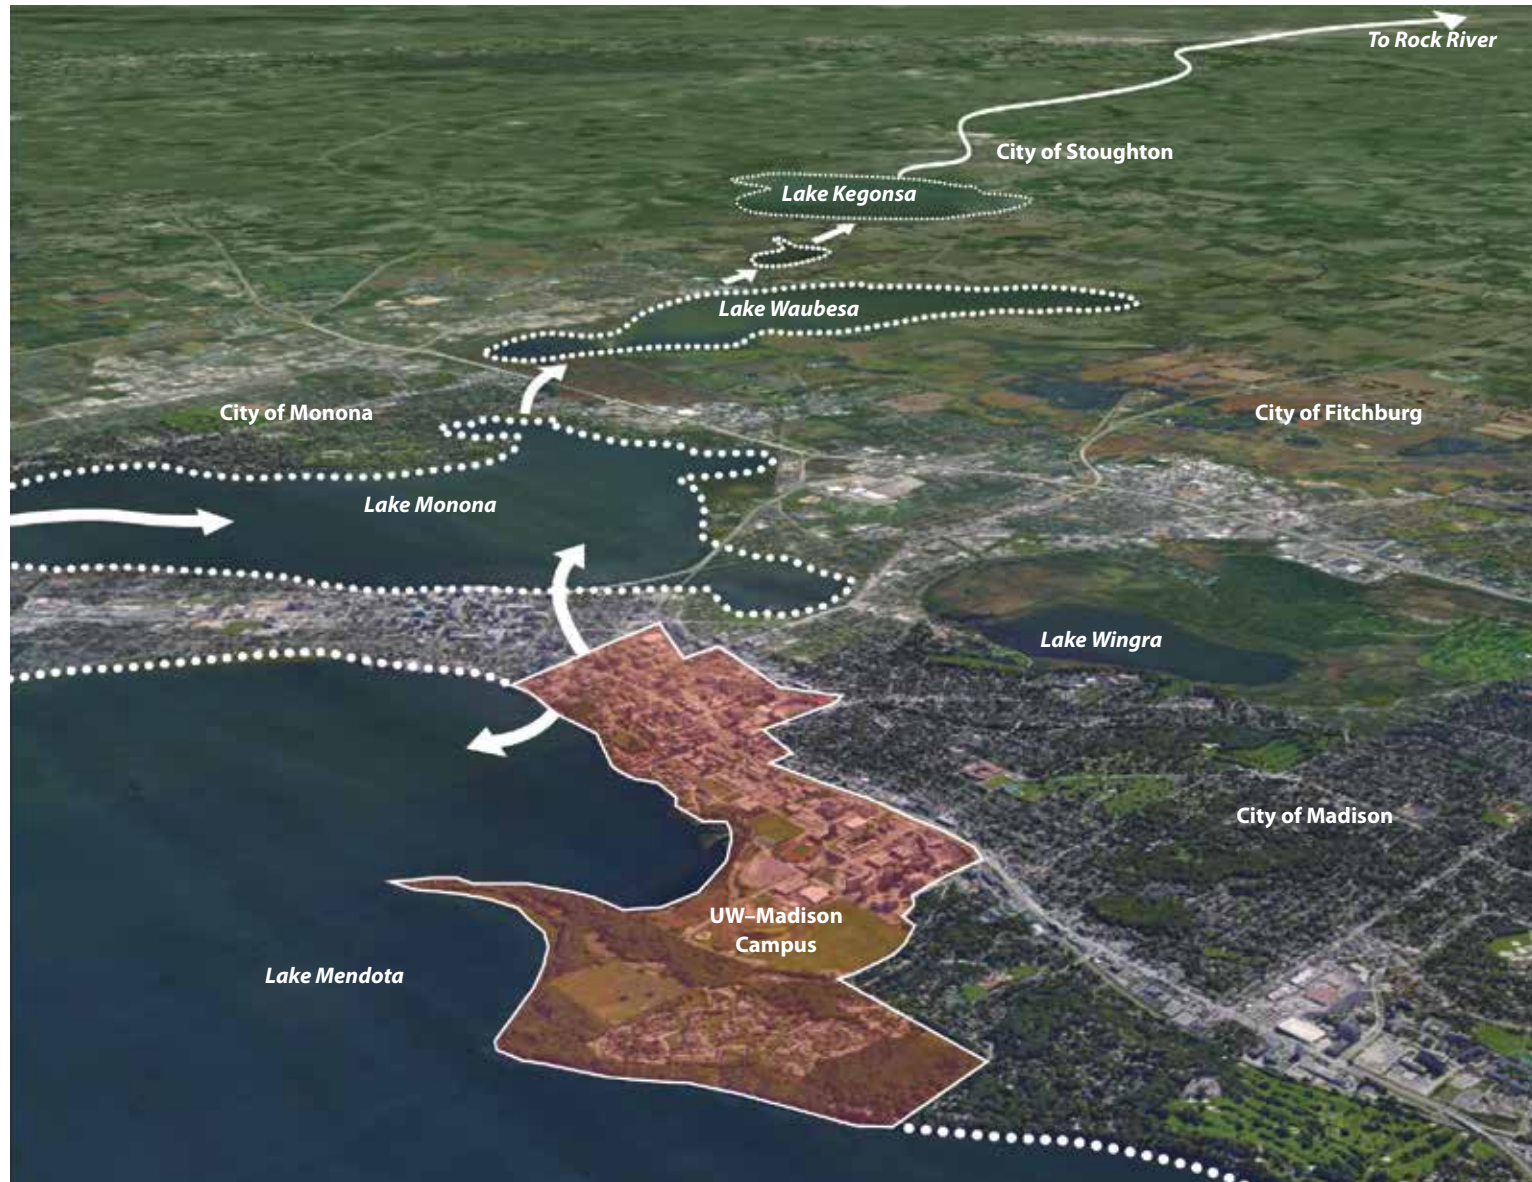 To Rock River
City of Stoughton
Lake Kegonsa
Lake Waubesa
City of Monona
City of Fitchburg
Lake Monona
Lake Wingra
City of Madison
UW–Madison
Campus
Lake Mendota